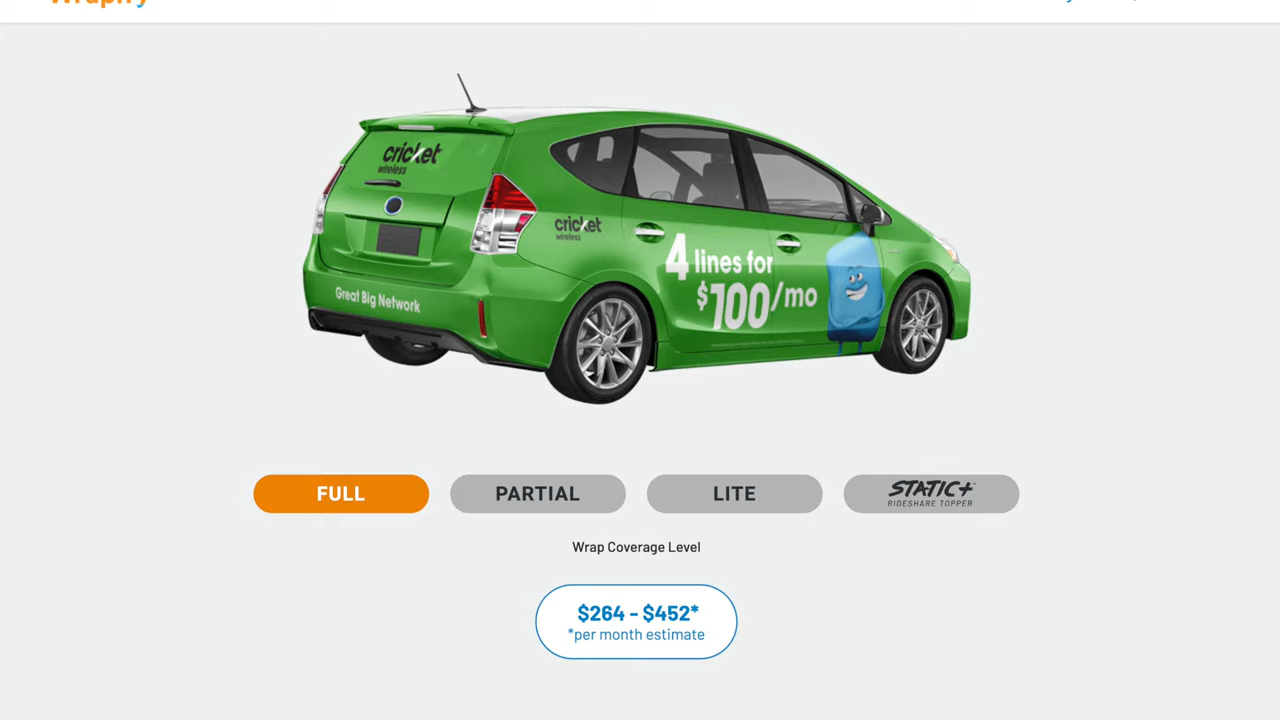 Wrapify
cricket
wireless
cricket
wireless
4 lines for
$100/mo
Great Big Network
FULL
PARTIAL
LITE
STATIC+
RIDESHARE TOPPER
Wrap Coverage Level
$264 - $452*
*per month estimate